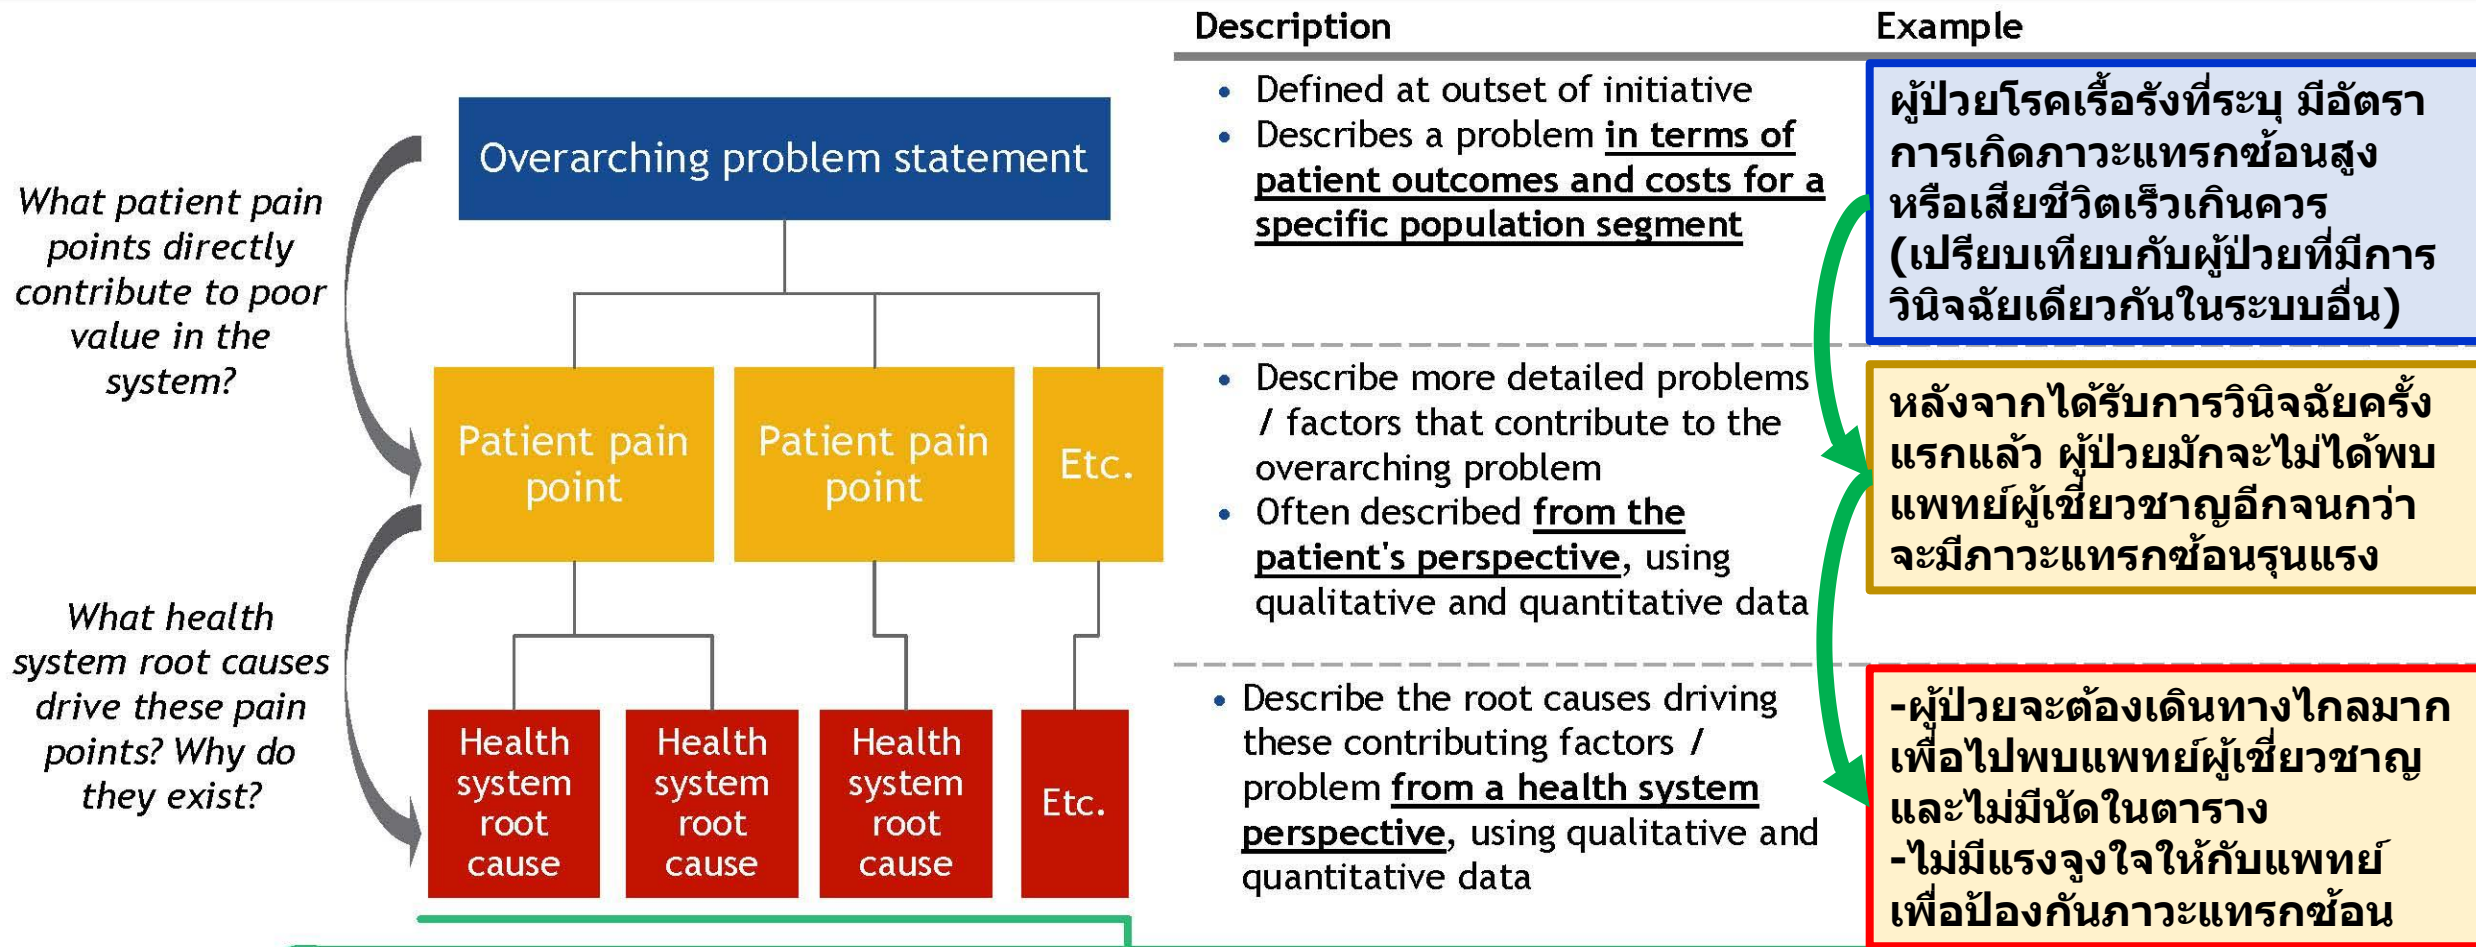 Description
Example
What patient pain
points directly
contribute to poor
value in the
system?
What health
system root causes
drive these pain
points? Why do
they exist?
Overarching problem statement
Patient pain
point
Patient pain
point
Etc.
Health
system
root
cause
Health
system
root
cause
Health
system
root
cause
Etc.
• Defined at outset of initiative
• Describes a problem in terms of
patient outcomes and costs for a
specific population segment
ผู้ป่วยโรคเรื้อรังที่ระบุ มีอัตรา
การเกิดภาวะแทรกซ้อนสูง
หรือเสียชีวิตเร็วเกินควร
(เปรียบเทียบกับผู้ป่วยที่มีการ
วินิจฉัยเดียวกันในระบบอื่น)
• Describe more detailed problems
/ factors that contribute to the
overarching problem
• Often described from the
patient's perspective, using
qualitative and quantitative data
หลังจากได้รับการวินิจฉัยครั้ง
แรกแล้ว ผู้ป่วยมักจะไม่ได้พบ
แพทย์ผู้เชี่ยวชาญอีกจนกว่า
จะมีภาวะแทรกซ้อนรุนแรง
• Describe the root causes driving
these contributing factors /
problem from a health system
perspective, using qualitative and
quantitative data
-ผู้ป่วยจะต้องเดินทางไกลมาก
เพื่อไปพบแพทย์ผู้เชี่ยวชาญ
และไม่มีนัดในตาราง
-ไม่มีแรงจูงใจให้กับแพทย์
เพื่อป้องกันภาวะแทรกซ้อน